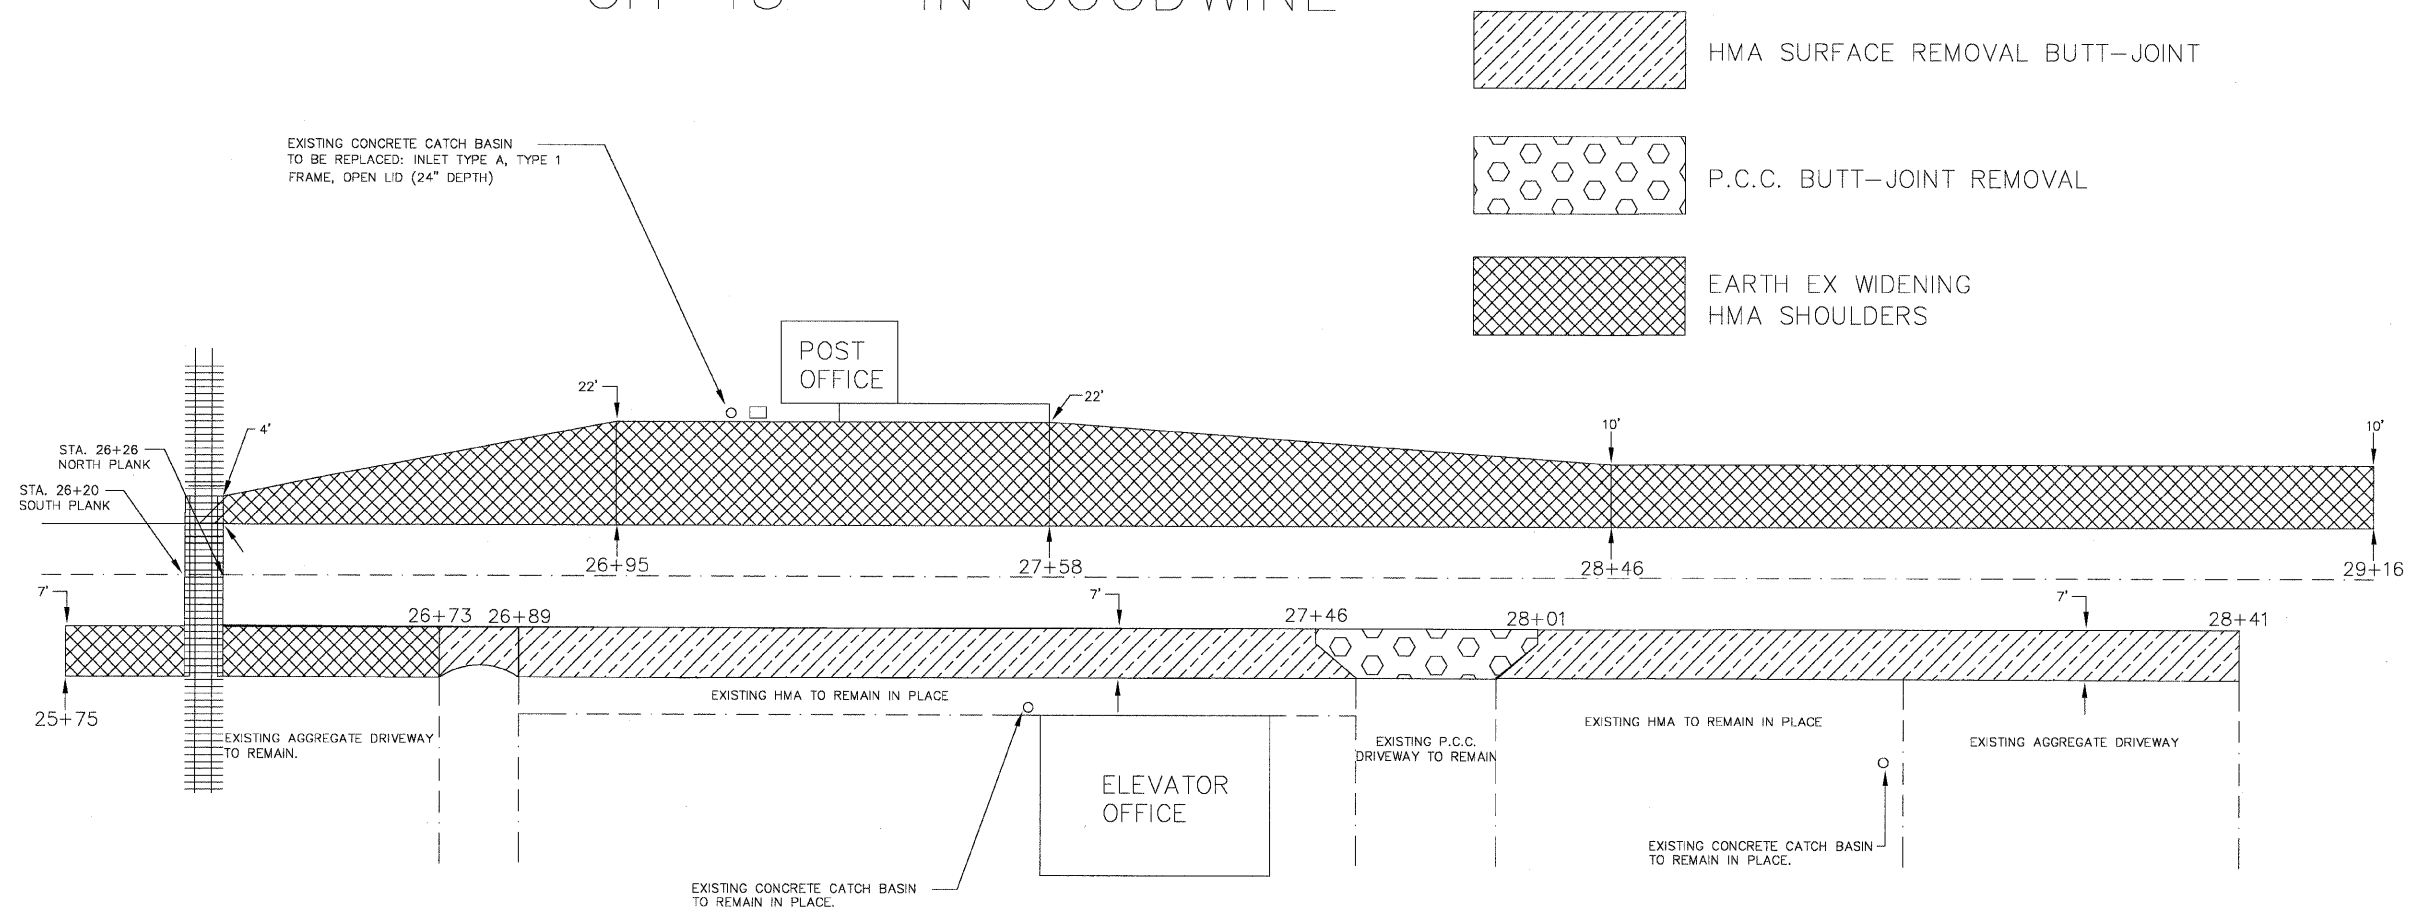 IN GOODWINE
HMA SURFACE REMOVAL BUTT-JOINT
P.C.C. BUTT-JOINT REMOVAL
EARTH EX WIDENING
HMA SHOULDERS
EXISTING CONCRETE CATCH BASIN
TO BE REPLACED: INLET TYPE A, TYPE 1
FRAME, OPEN LID (24" DEPTH)
POST
OFFICE
22'
22'
4'
10'
10'
STA. 26+26
NORTH PLANK
STA. 26+20
SOUTH PLANK
26+95
27+58
28+46
29+16
7'
7'
7'
26+73
26+89
27+46
28+01
28+41
25+75
EXISTING HMA TO REMAIN IN PLACE
EXISTING HMA TO REMAIN IN PLACE
EXISTING AGGREGATE DRIVEWAY
TO REMAIN.
EXISTING P.C.C.
DRIVEWAY TO REMAIN
EXISTING AGGREGATE DRIVEWAY
ELEVATOR
OFFICE
EXISTING CONCRETE CATCH BASIN
TO REMAIN IN PLACE.
EXISTING CONCRETE CATCH BASIN
TO REMAIN IN PLACE.